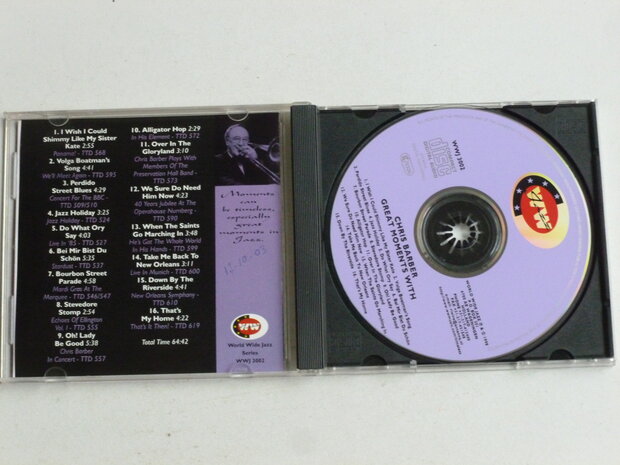 1. I Wish I Could
Shimmy Like My Sister
Kate 2:55
Panama! - TTD 568
2. Volga Boatman's
Song 4:41
We'll Meet Again - TTD 595
3. Perdido
Street Blues 4:29
Concert For The BBC -
TTD 509/510
4. Jazz Holiday 3:25
Jazz Holiday - TTD 524
5. Do What Ory
Say 4:03
Live In '85 - TTD 527
6. Bei Mir Bist Du
Schön 5:35
Stardust - TTD 537
7. Bourbon Street
Parade 4:58
Mardi Gras At The
Marquee - TTD 546/547
8. Stevedore
Stomp 2:54
Echoes Of Ellington
Vol. 1 - TTD 555
9. Oh! Lady
Be Good 5:38
Chris Barber
In Concert - TTD 557
10. Alligator Hop 2:29
In His Element - TTD 572
11. Over In The
Gloryland 3:39
Chris Barber Plays With
Members Of The
Preservation Hall Band -
TTD 573
12. We Sure Do Need
Him Now 4:42
40 Years Jubilee At The
Operahouse Nurnberg -
TTD 590
13. When The Saints
Go Marching In 3:48
He's Got The Whole World
In His Hands - TTD 599
14. Take Me Back To
New Orleans 3:11
Live In Munich - TTD 600
15. Down By The
Riverside 4:41
New Orleans Symphony -
TTD 610
16. That's
My Home 4:22
That's It Then! - TTD 619
Total Time 64:42
Moments
can
be timeless,
especially
great
moments in
Jazz.
WW
World Wide Jazz
Series
WWJ 3002
WWJ 3002
COMPACT
disc
DIGITAL AUDIO
WW
CHRIS BARBER
GREAT MOMENTS WITH